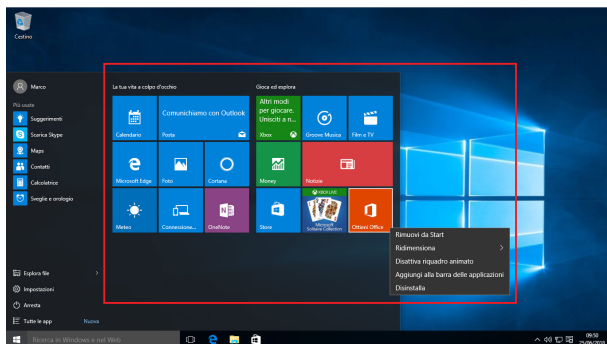 Cestino
Marco
Più usate
Suggerimenti
Scarica Skype
Maps
Contatti
Calcolatrice
Sveglie e orologio
Esplora file
Impostazioni
Arresta
Tutte le app
Nuova
La tua vita a colpo d'occhio
Calendario
Comunichiamo con Outlook
Posta
Microsoft Edge
Foto
Cortana
Meteo
Connessione...
OneNote
Gioca ed esplora
Altri modi
per giocare.
Unisciti a n...
Xbox
Groove Musica
Film e TV
Money
Notizie
Store
XBOX LIVE
Microsoft
Solitaire Collection
Ottieni Office
Rimuovi da Start
Ridimensiona
Disattiva riquadro animato
Aggiungi alla barra delle applicazioni
Disinstalla
Ricerca in Windows e nel Web
09:50
25/06/2018